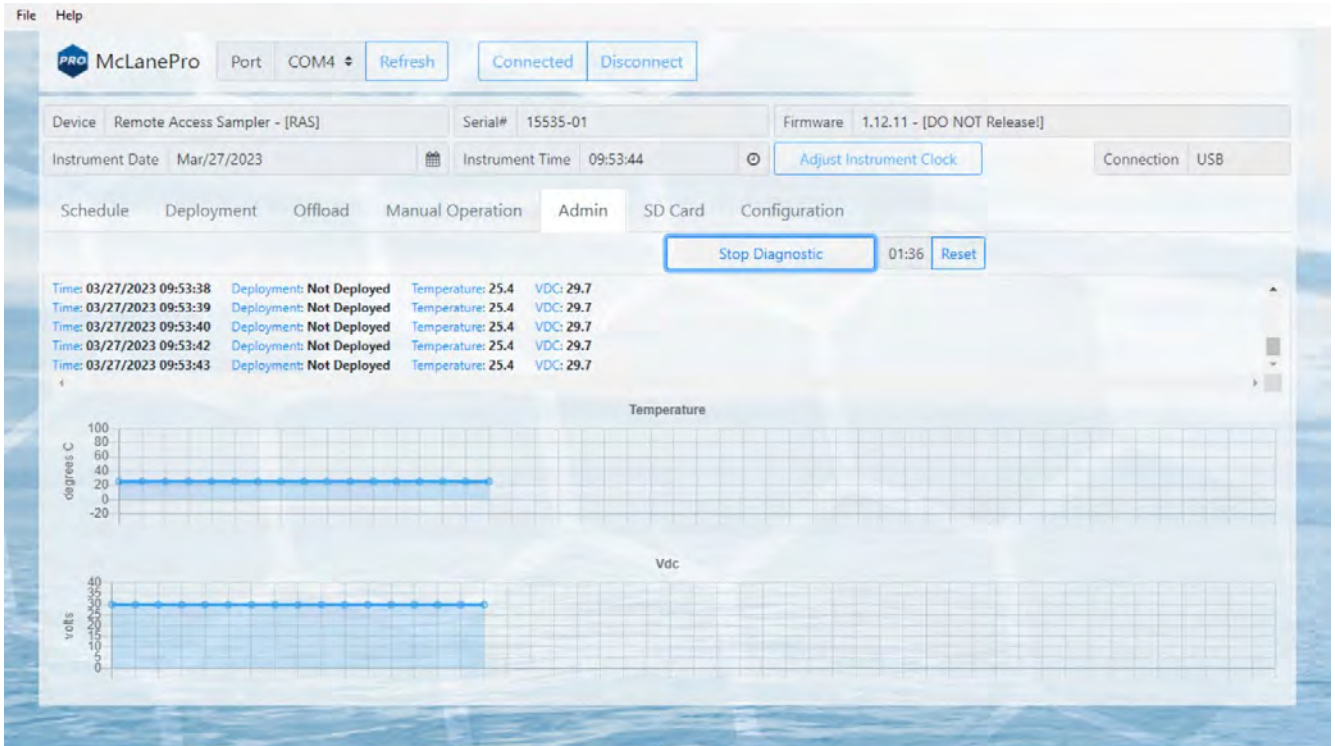 File Help
PRO McLanePro Port COM4 Refresh Connected Disconnect
Device Remote Access Sampler - [RAS] Serial# 15535-01 Firmware 1.12.11 - [DO NOT Release!]
Instrument Date Mar/27/2023 Instrument Time 09:53:44 Adjust Instrument Clock Connection USB
Schedule Deployment Offload Manual Operation Admin SD Card Configuration
Stop Diagnostic 01:36 Reset
Time: 03/27/2023 09:53:38 Deployment: Not Deployed Temperature: 25.4 VDC: 29.7
Time: 03/27/2023 09:53:39 Deployment: Not Deployed Temperature: 25.4 VDC: 29.7
Time: 03/27/2023 09:53:40 Deployment: Not Deployed Temperature: 25.4 VDC: 29.7
Time: 03/27/2023 09:53:42 Deployment: Not Deployed Temperature: 25.4 VDC: 29.7
Time: 03/27/2023 09:53:43 Deployment: Not Deployed Temperature: 25.4 VDC: 29.7
Temperature
degrees C
100
80
60
40
20
0
-20
Vdc
volts
40
35
30
25
20
15
10
5
0